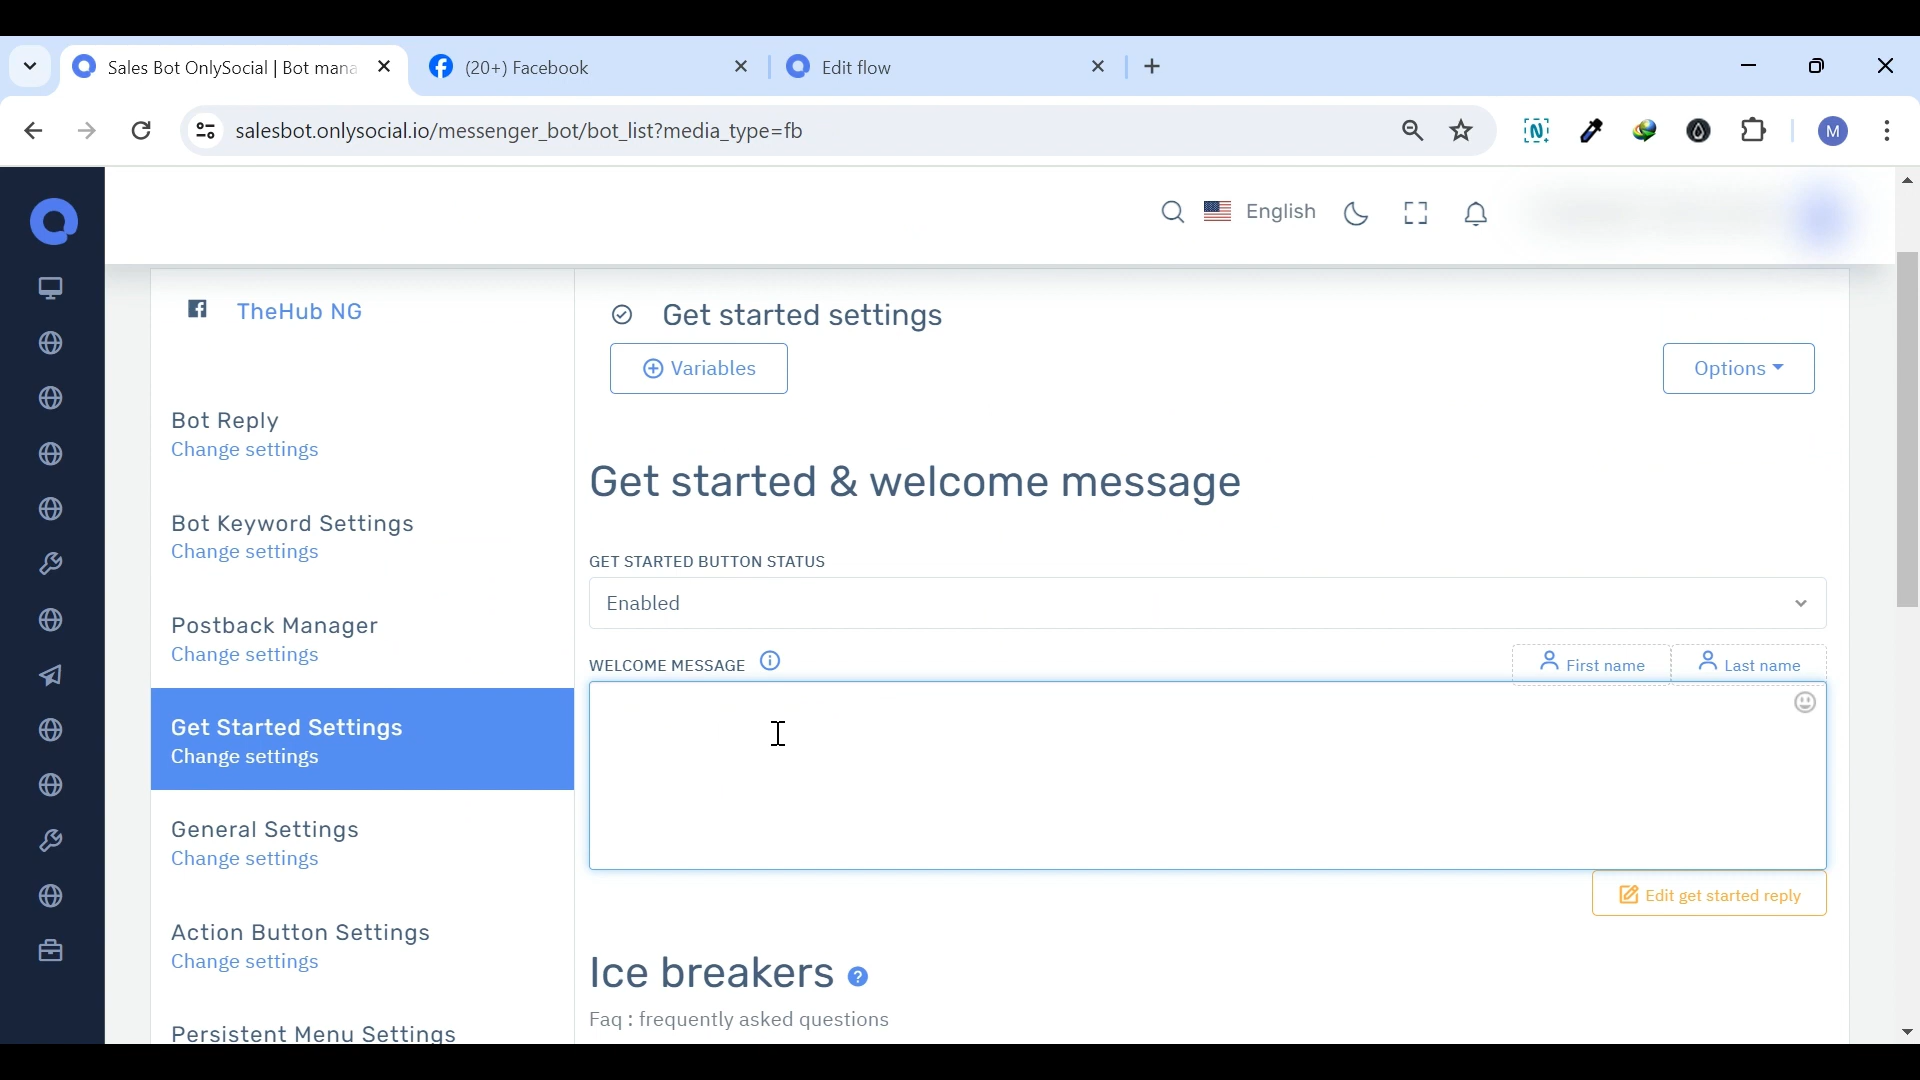 Sales Bot OnlySocial | Bot mana
(20+) Facebook
Edit flow
salesbot.onlysocial.io/messenger_bot/bot_list?media_type=fb
M
English
TheHub NG
Bot Reply
Change settings
Bot Keyword Settings
Change settings
Postback Manager
Change settings
Get Started Settings
Change settings
General Settings
Change settings
Action Button Settings
Change settings
Persistent Menu Settings
Get started settings
Variables
Options
Get started & welcome message
GET STARTED BUTTON STATUS
Enabled
WELCOME MESSAGE
First name
Last name
Edit get started reply
Ice breakers
Faq : frequently asked questions